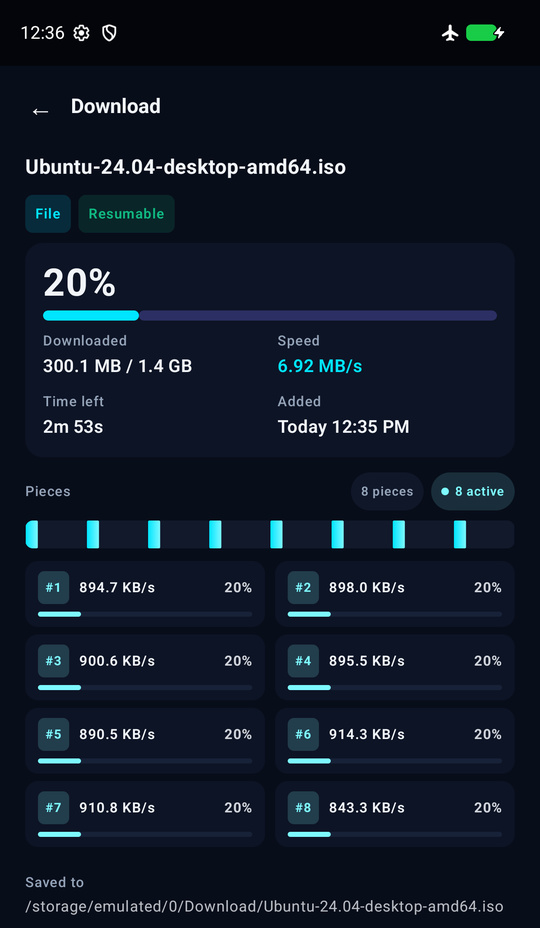 12:36
← Download
Ubuntu-24.04-desktop-amd64.iso
File Resumable
20%
Downloaded Speed
300.1 MB / 1.4 GB 6.92 MB/s
Time left Added
2m 53s Today 12:35 PM
Pieces 8 pieces 8 active
#1 894.7 KB/s 20% #2 898.0 KB/s 20%
#3 900.6 KB/s 20% #4 895.5 KB/s 20%
#5 890.5 KB/s 20% #6 914.3 KB/s 20%
#7 910.8 KB/s 20% #8 843.3 KB/s 20%
Saved to
/storage/emulated/0/Download/Ubuntu-24.04-desktop-amd64.iso